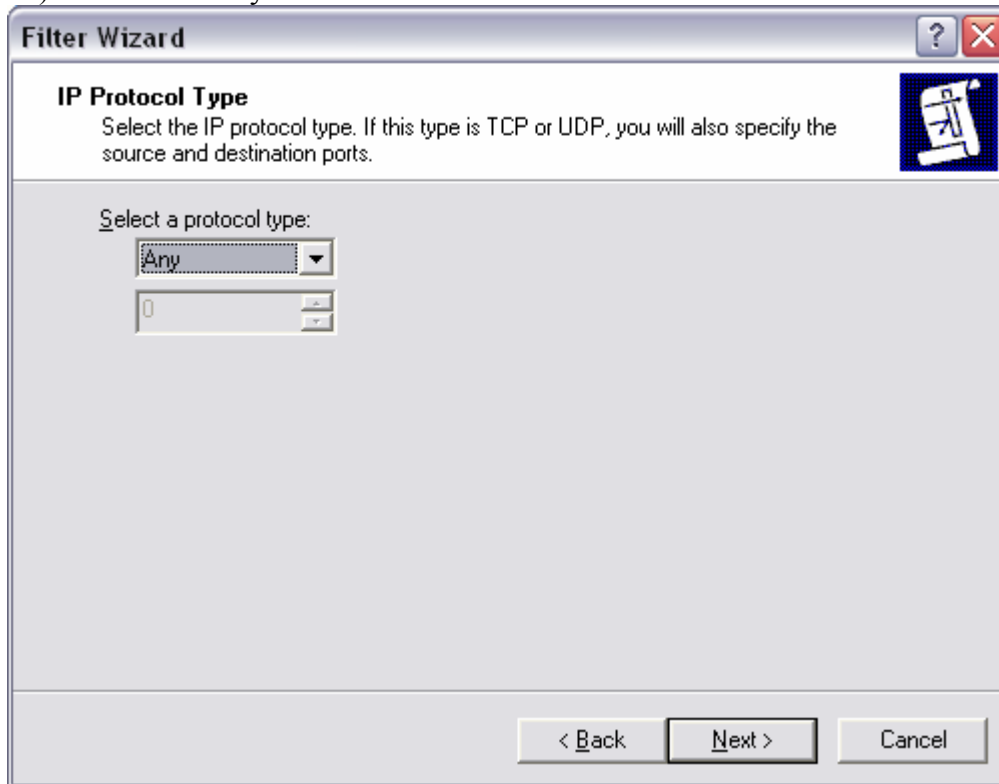 Filter Wizard
?
IP Protocol Type
Select the IP protocol type. If this type is TCP or UDP, you will also specify the
source and destination ports.
Select a protocol type:
Any
0
< Back
Next >
Cancel